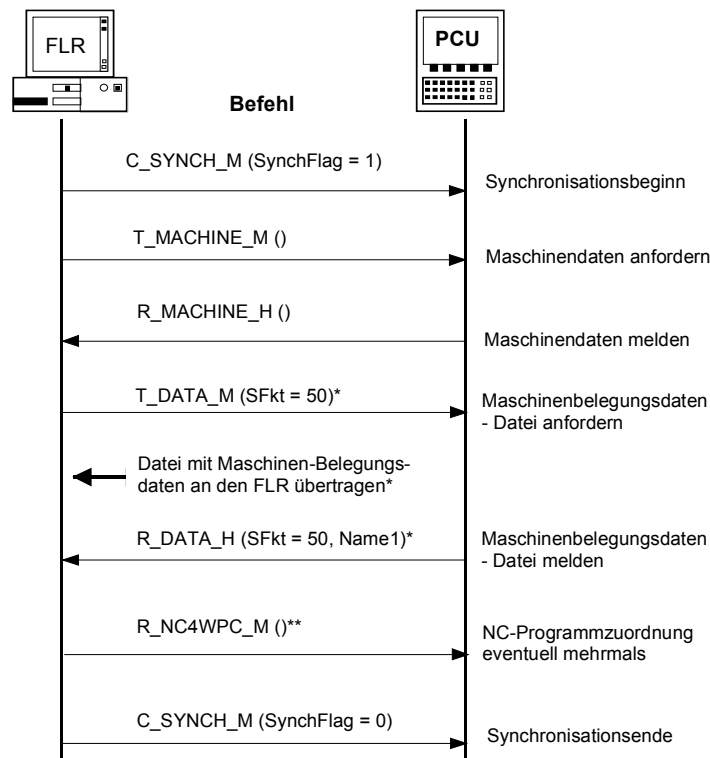 FLR
PCU
Befehl
C_SYNCH_M (SynchFlag = 1)
Synchronisationsbeginn
T_MACHINE_M ()
Maschinendaten anfordern
R_MACHINE_H ()
Maschinendaten melden
T_DATA_M (SFkt = 50)*
Maschinenbelegungsdaten
- Datei anfordern
Datei mit Maschinen-Belegungs-
daten an den FLR übertragen*
R_DATA_H (SFkt = 50, Name1)*
Maschinenbelegungsdaten
- Datei melden
R_NC4WPC_M ()**
NC-Programmzuordnung
eventuell mehrmals
C_SYNCH_M (SynchFlag = 0)
Synchronisationsende